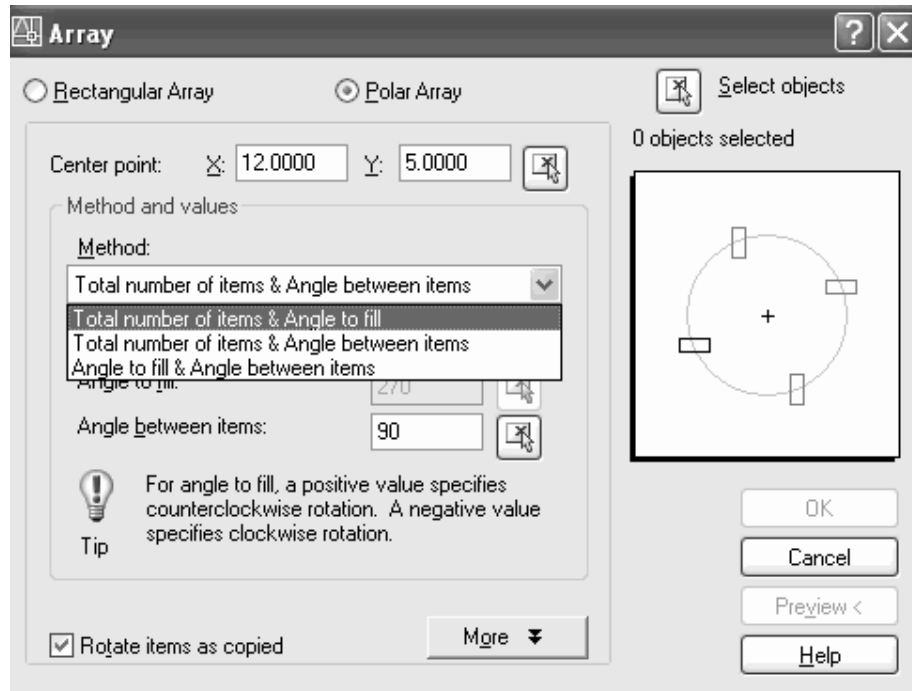 Array
Rectangular Array
Polar Array
Select objects
0 objects selected
Center point: X: 12.0000 Y: 5.0000
Method and values
Method:
Total number of items & Angle between items
Total number of items & Angle to fill
Total number of items & Angle between items
Angle to fill & Angle between items
Angle to fill: 270
Angle between items: 90
For angle to fill, a positive value specifies
counterclockwise rotation. A negative value
specifies clockwise rotation.
Tip
Rotate items as copied
More
OK
Cancel
Preview <
Help